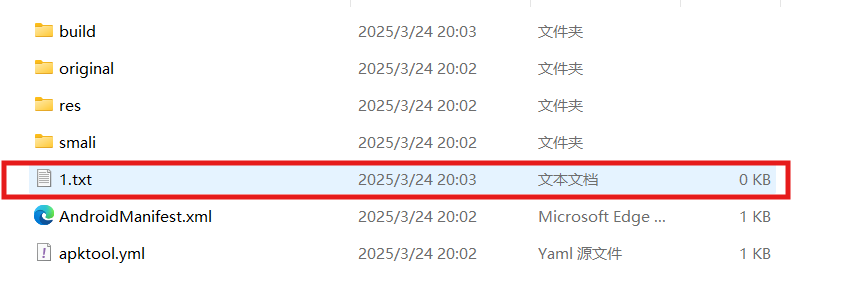 build 2025/3/24 20:03 文件夹
original 2025/3/24 20:02 文件夹
res 2025/3/24 20:02 文件夹
smali 2025/3/24 20:02 文件夹
1.txt 2025/3/24 20:03 文本文档 0 KB
AndroidManifest.xml 2025/3/24 20:02 Microsoft Edge ... 1 KB
apktool.yml 2025/3/24 20:02 Yaml 源文件 1 KB